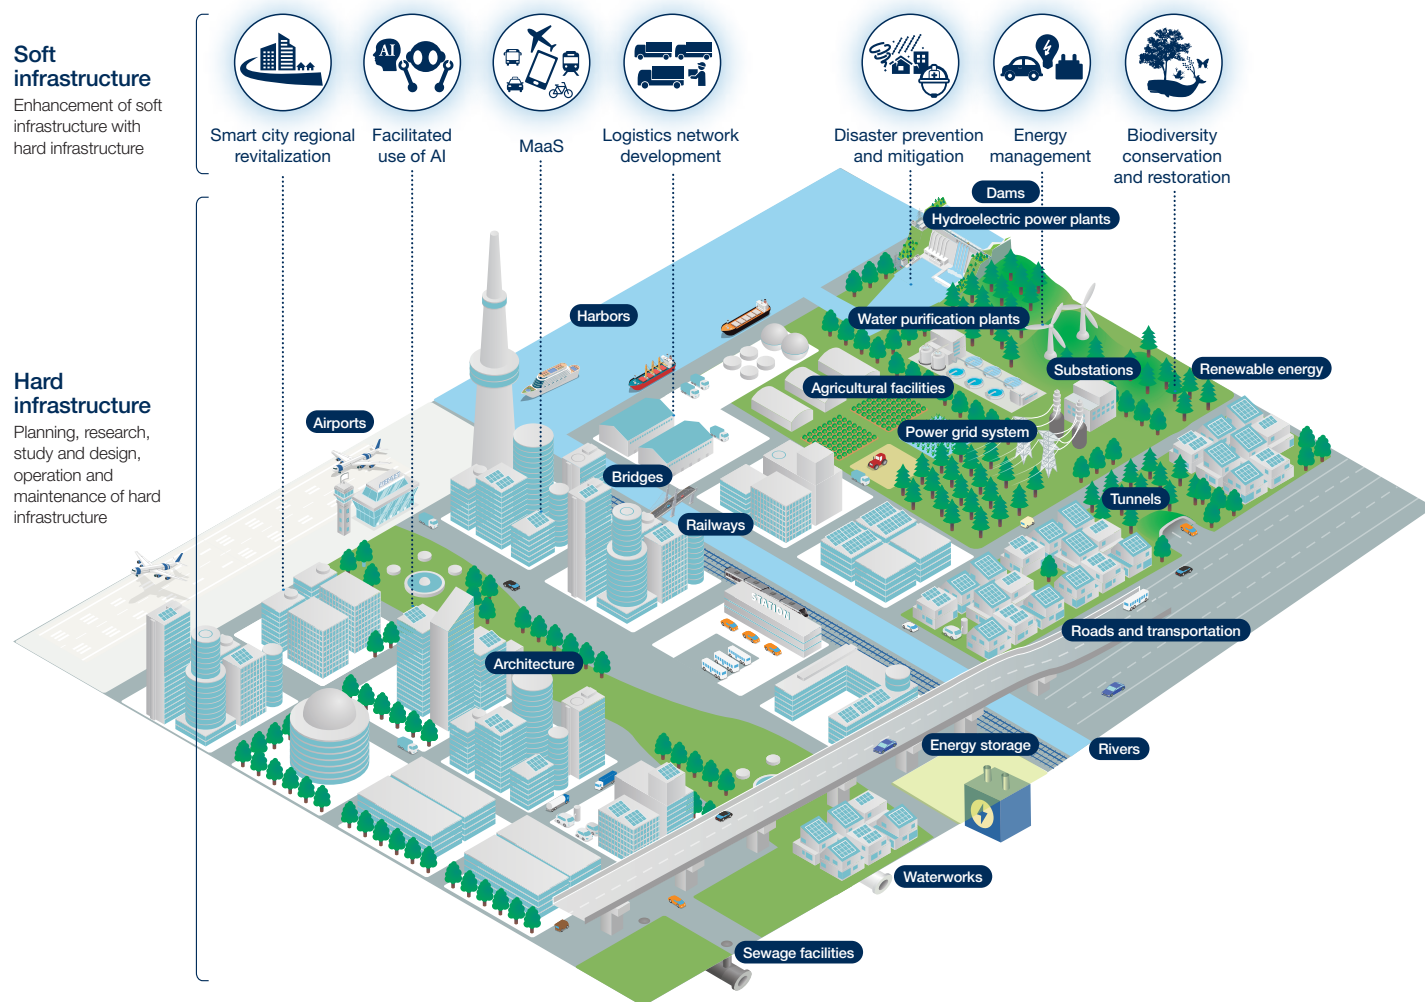 Soft
infrastructure
Enhancement of soft
infrastructure with
hard infrastructure
AI
Smart city regional
revitalization
Facilitated
use of AI
MaaS
Logistics network
development
Disaster prevention
and mitigation
Energy
management
Biodiversity
conservation
and restoration
Hard
infrastructure
Planning, research,
study and design,
operation and
maintenance of hard
infrastructure
Dams
Hydroelectric power plants
Harbors
Water purification plants
Substations
Renewable energy
Agricultural facilities
Airports
Power grid system
Bridges
Tunnels
Railways
STATION
Roads and transportation
Architecture
Energy storage
Rivers
Waterworks
Sewage facilities